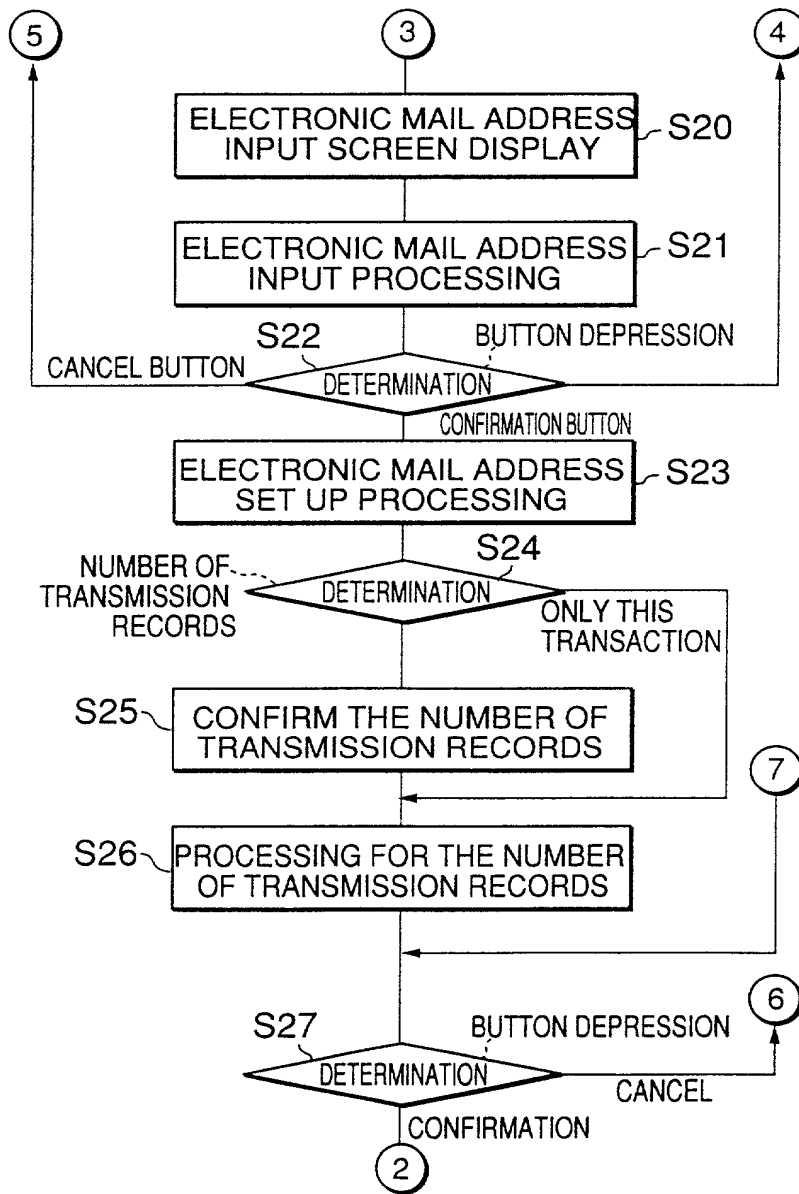 5
3
4
ELECTRONIC MAIL ADDRESS
INPUT SCREEN DISPLAY
S20
ELECTRONIC MAIL ADDRESS
INPUT PROCESSING
S21
S22
BUTTON DEPRESSION
CANCEL BUTTON
DETERMINATION
CONFIRMATION BUTTON
ELECTRONIC MAIL ADDRESS
SET UP PROCESSING
S23
S24
NUMBER OF
TRANSMISSION
RECORDS
DETERMINATION
ONLY THIS
TRANSACTION
S25
CONFIRM THE NUMBER OF
TRANSMISSION RECORDS
7
S26
PROCESSING FOR THE NUMBER
OF TRANSMISSION RECORDS
6
S27
BUTTON DEPRESSION
DETERMINATION
CANCEL
CONFIRMATION
2